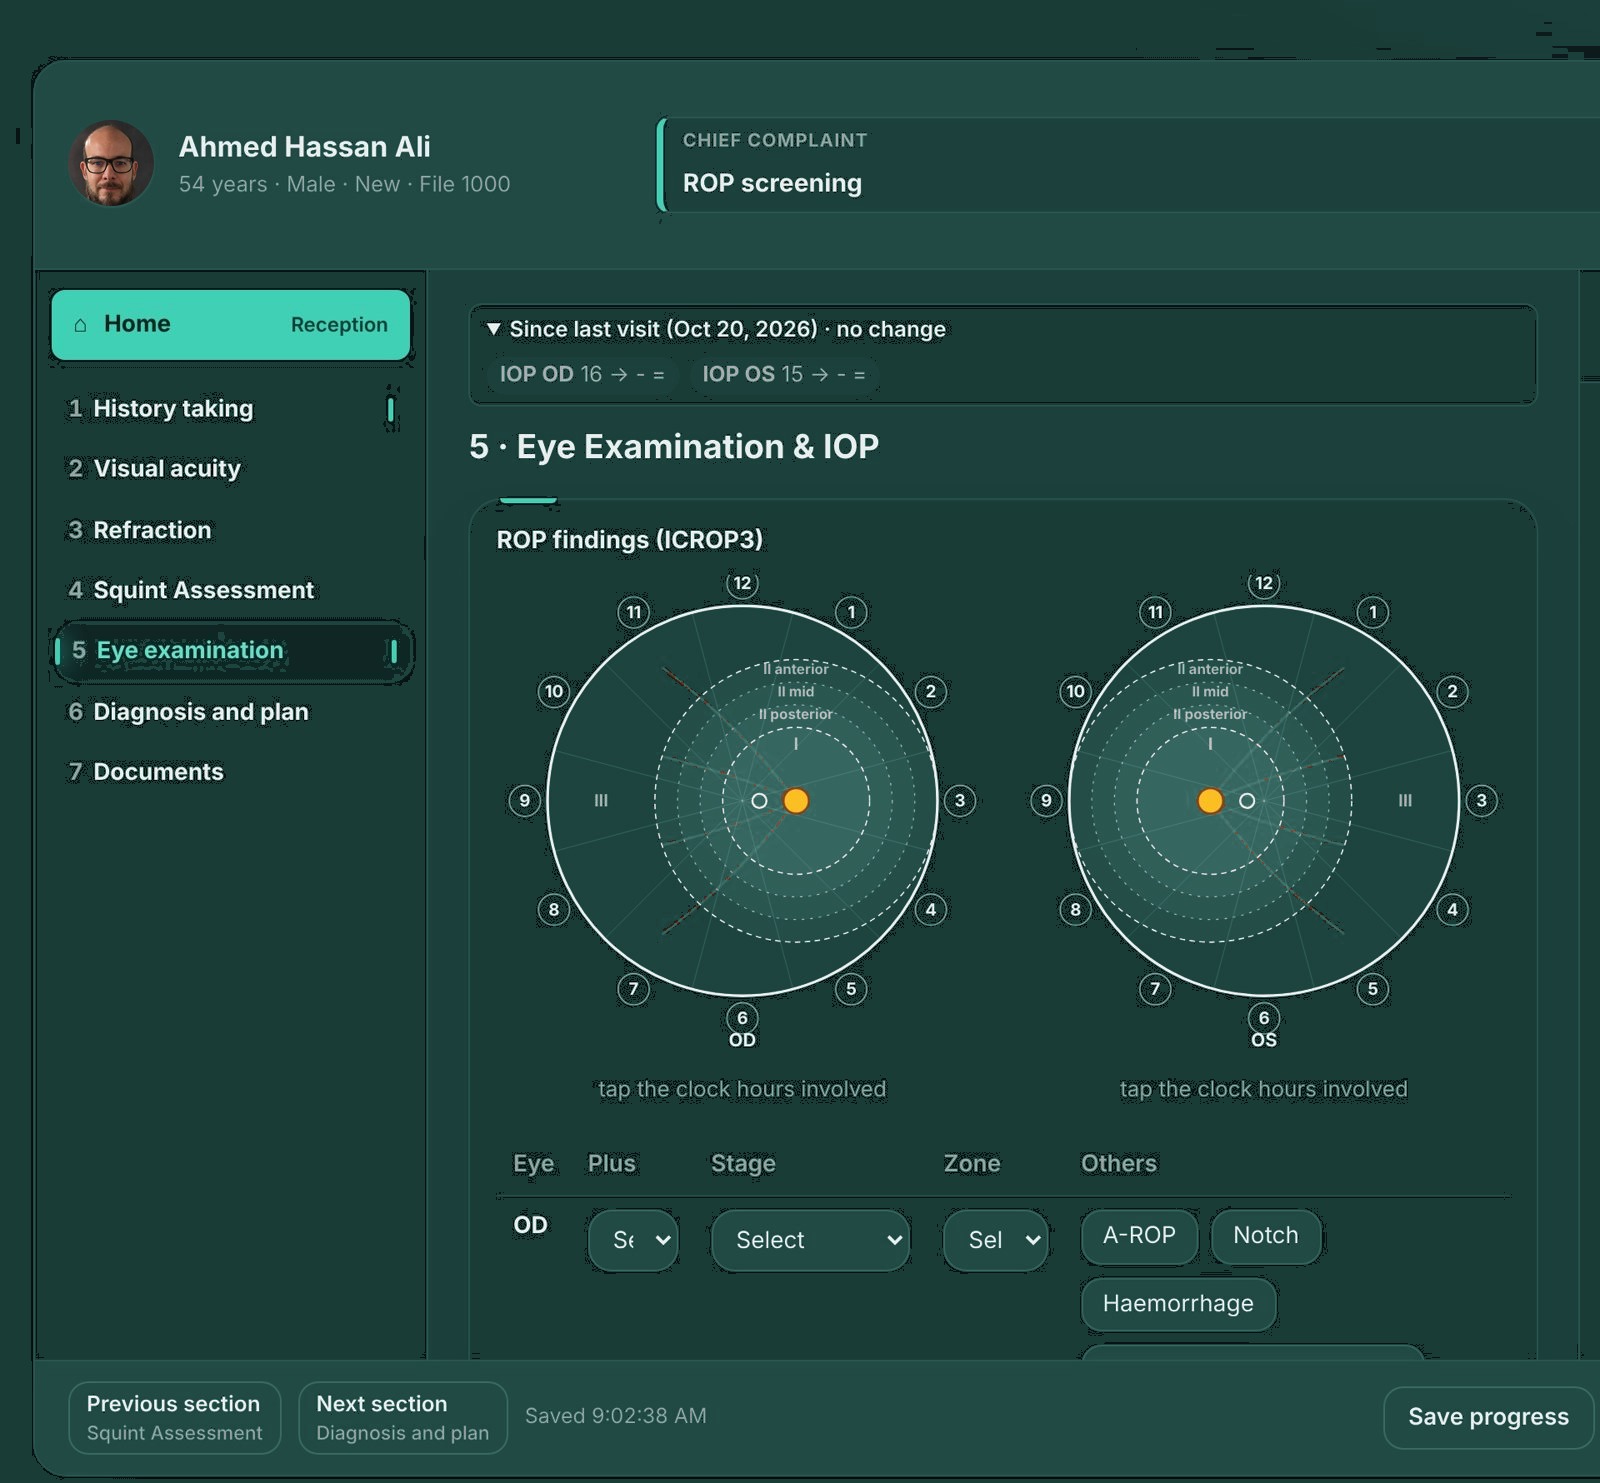 Ahmed Hassan Ali
54 years · Male · New · File 1000
CHIEF COMPLAINT
ROP screening
⌂ Home Reception
1 History taking
2 Visual acuity
3 Refraction
4 Squint Assessment
5 Eye examination
6 Diagnosis and plan
7 Documents
▼ Since last visit (Oct 20, 2026) · no change
IOP OD 16 → - =
IOP OS 15 → - =
5 · Eye Examination & IOP
ROP findings (ICROP3)
12
11
1
II anterior
10
II mid
2
II posterior
I
9
III
3
8
4
7
5
6
OD
tap the clock hours involved
12
11
1
II anterior
10
II mid
2
II posterior
I
9
III
3
8
4
7
5
6
OS
tap the clock hours involved
Eye Plus Stage Zone Others
OD Select Sel A-ROP Notch
Haemorrhage
Previous section
Squint Assessment
Next section
Diagnosis and plan
Saved 9:02:38 AM
Save progress